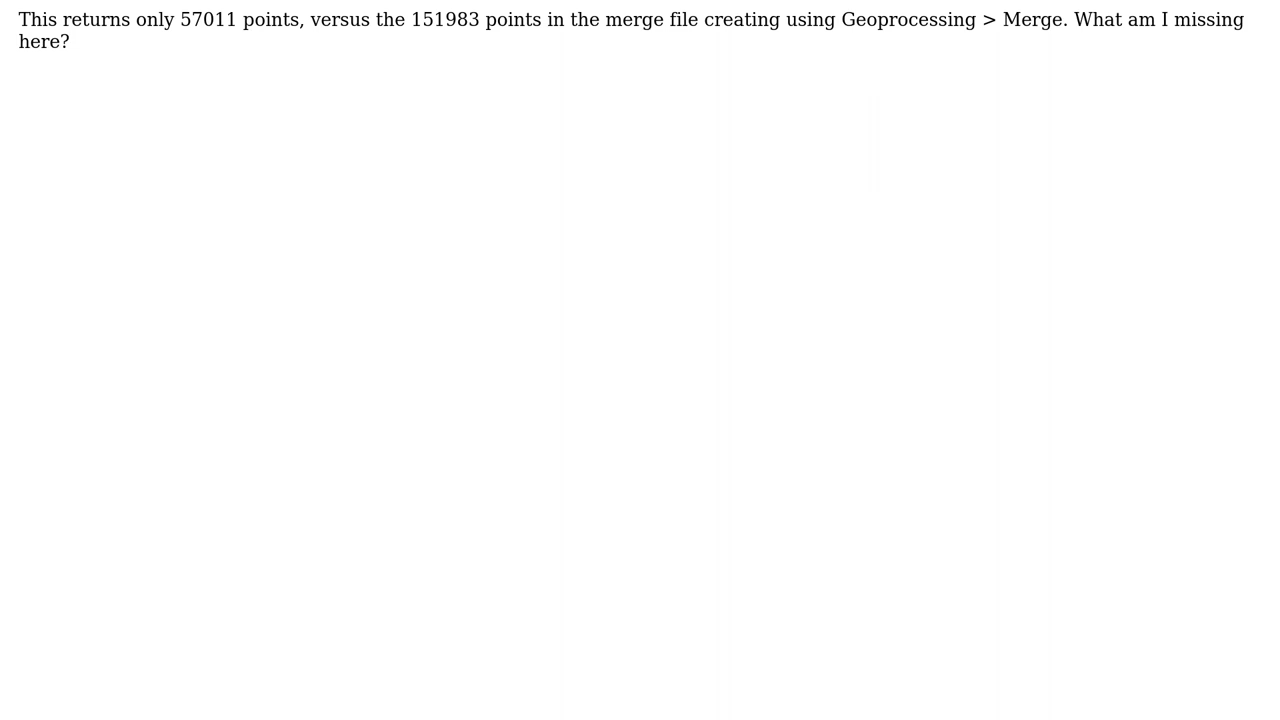 This returns only 57011 points, versus the 151983 points in the merge file creating using Geoprocessing > Merge. What am I missing
here?